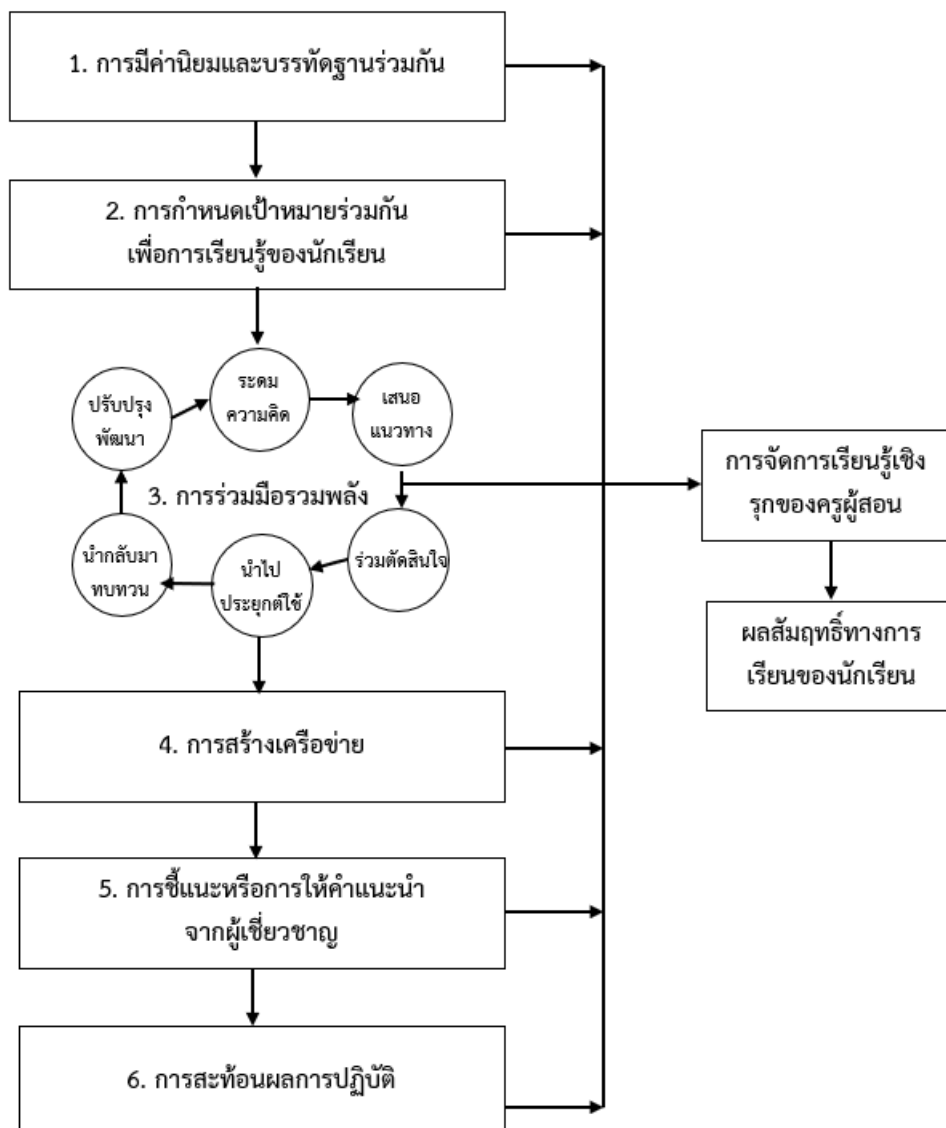 1. การมีค่านิยมและบรรทัดฐานร่วมกัน
2. การกำหนดเป้าหมายร่วมกัน
เพื่อการเรียนรู้ของนักเรียน
ระดม
ความคิด
เสนอ
แนวทาง
ปรับปรุง
พัฒนา
3. การร่วมมือรวมพลัง
นำกลับมา
ทบทวน
นำไป
ประยุกต์ใช้
ร่วมตัดสินใจ
4. การสร้างเครือข่าย
5. การชี้แนะหรือการให้คำแนะนำ
จากผู้เชี่ยวชาญ
6. การสะท้อนผลการปฏิบัติ
การจัดการเรียนรู้เชิง
รุกของครูผู้สอน
ผลสัมฤทธิ์ทางการ
เรียนของนักเรียน